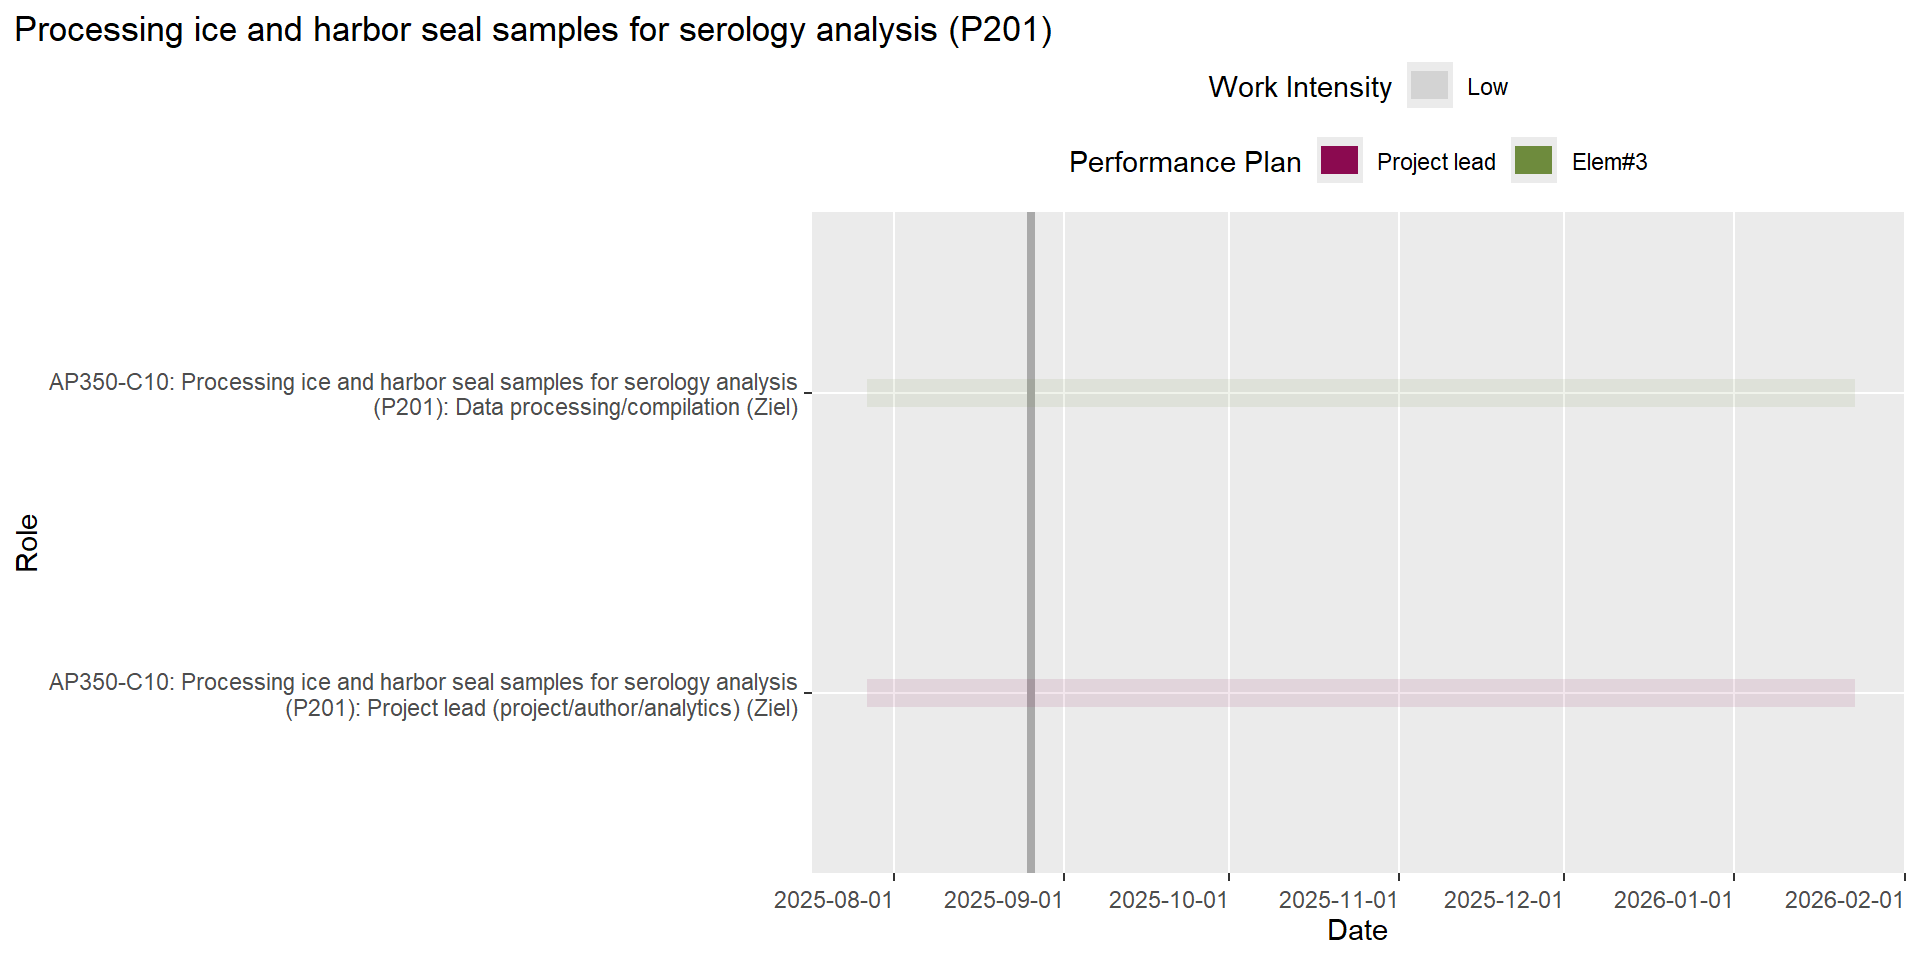 Processing ice and harbor seal samples for serology analysis (P201)
Work Intensity Low
Performance Plan Project lead Elem#3
AP350-C10: Processing ice and harbor seal samples for serology analysis
(P201): Data processing/compilation (Ziel)
Role
AP350-C10: Processing ice and harbor seal samples for serology analysis
(P201): Project lead (project/author/analytics) (Ziel)
2025-08-01 2025-09-01 2025-10-01 2025-11-01 2025-12-01 2026-01-01 2026-02-01
Date